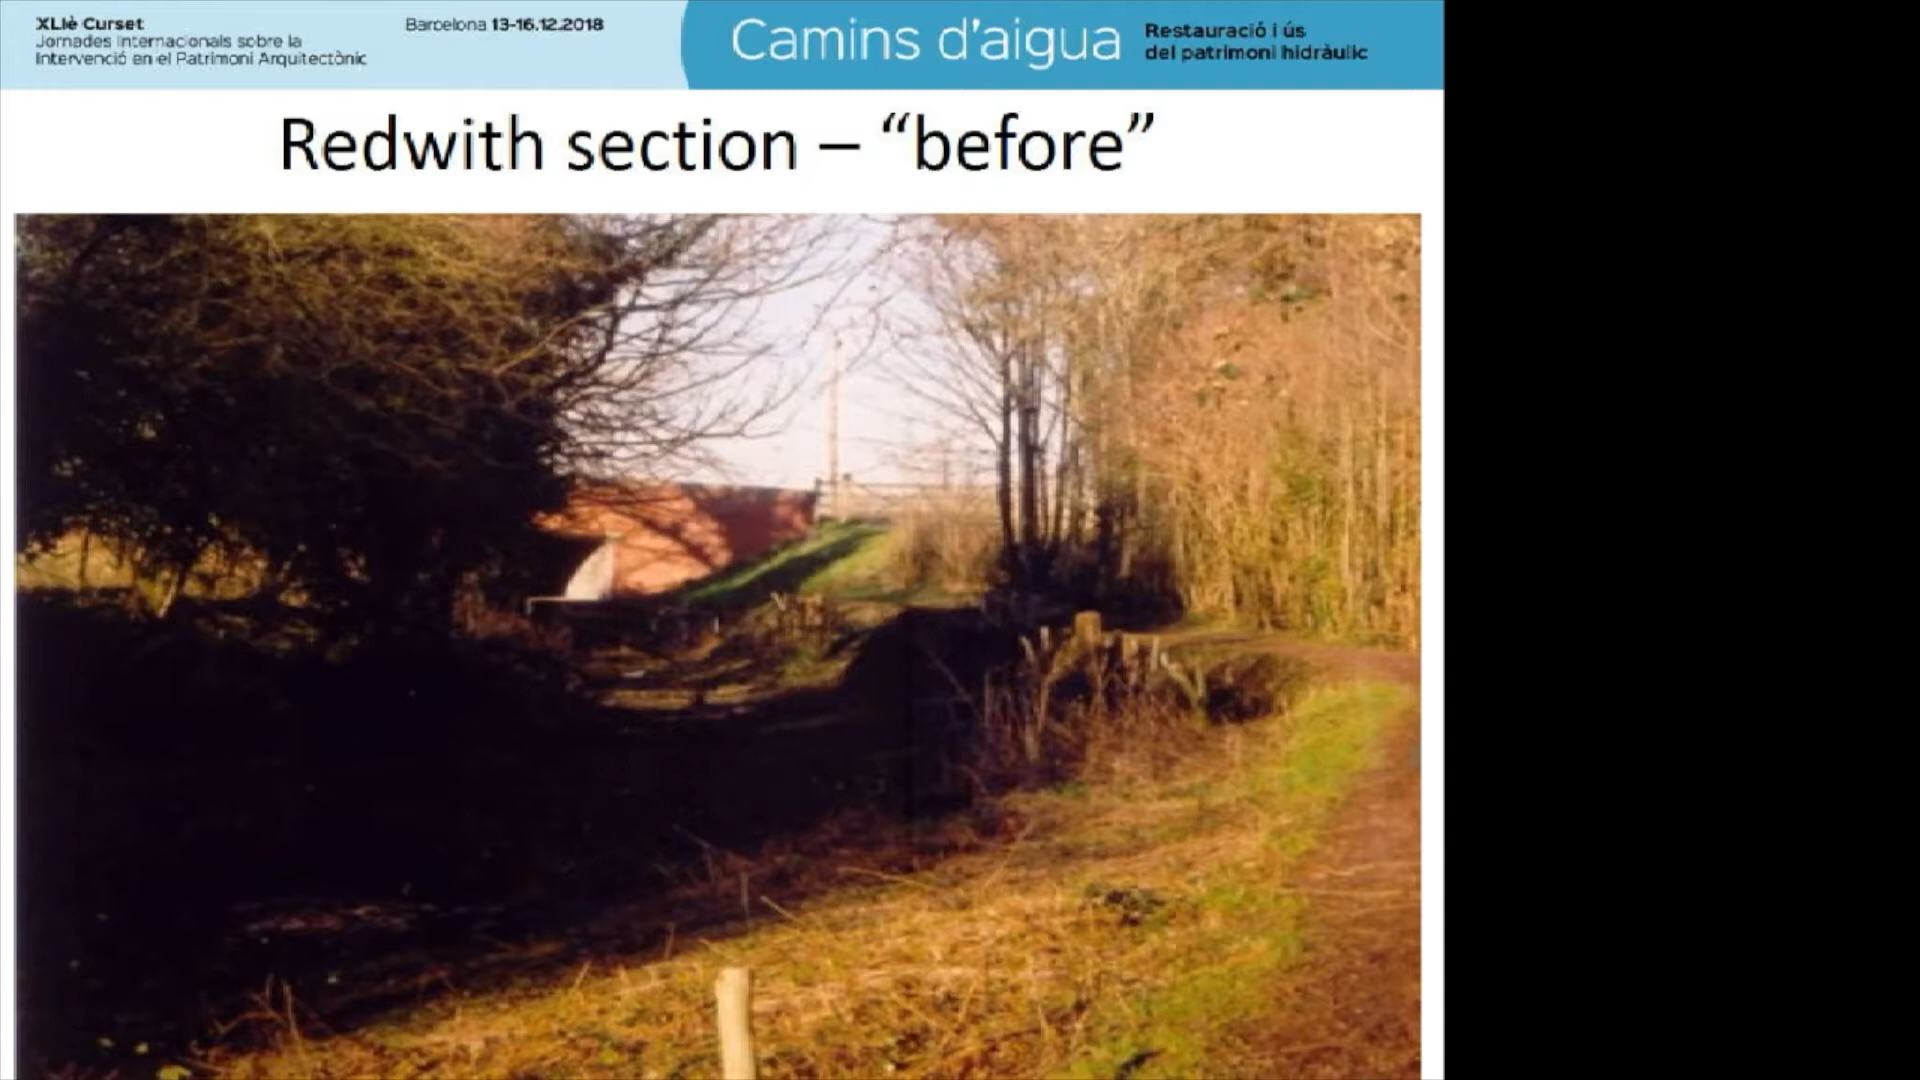 XLIè Curset
Jornades Internacionals sobre la
Intervenció en el Patrimoni Arquitectònic
Barcelona 13-16.12.2018
Camins d'aigua
Restauració i ús
del patrimoni hidràulic
Redwith section – “before”